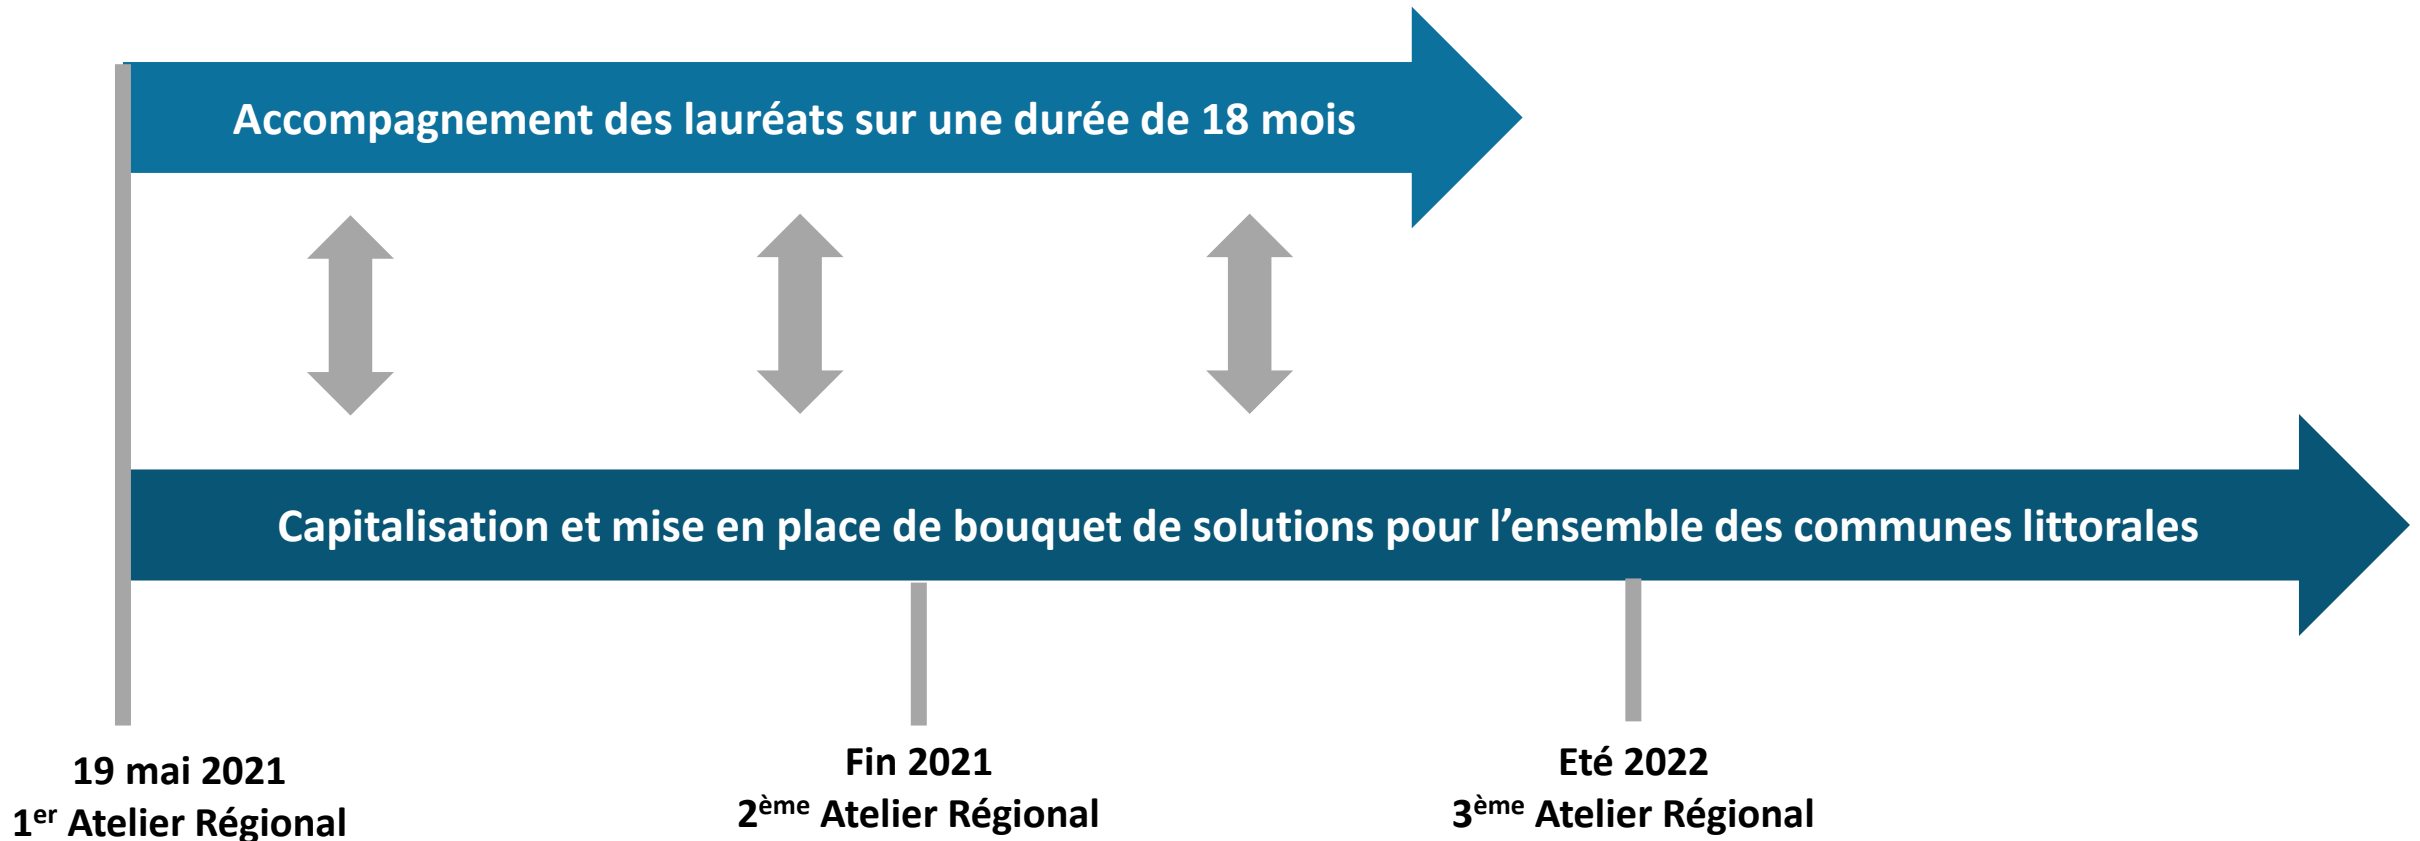 Accompagnement des lauréats sur une durée de 18 mois
Capitalisation et mise en place de bouquet de solutions pour l’ensemble des communes littorales
19 mai 2021
1er Atelier Régional
Fin 2021
2ème Atelier Régional
Eté 2022
3ème Atelier Régional